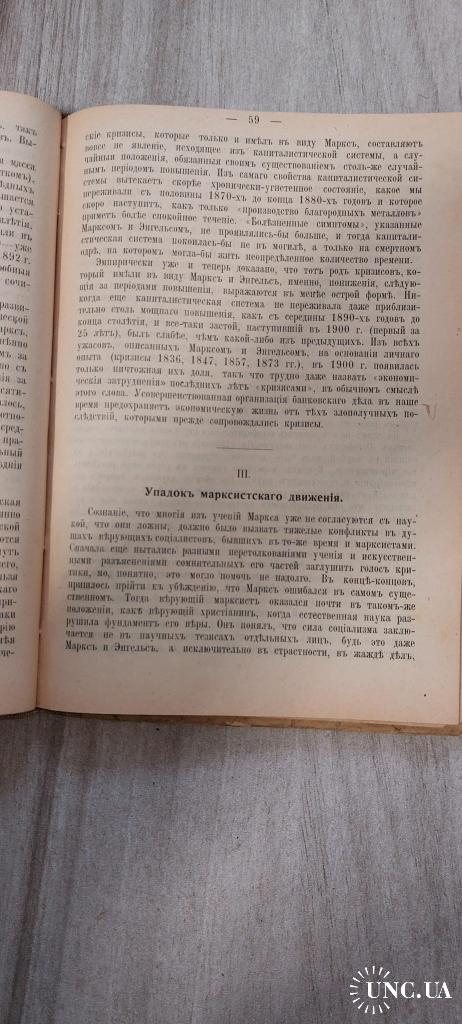 такъ
Вы-
масси
1892 г.
— 59 —
скіе кризисы, которые только и имѣлъ въ виду Марксъ, составляютъ
вовсе не явленіе, исходящее изъ капиталистической системы, а слу-
чайныя положенія, обязанныя своимъ существованіемъ столь-же случай-
нымъ періодомъ повышенія. Изъ самаго свойства капиталистической си-
стемы вытекаетъ скорѣе хронически-угнетенное состояніе, какое мы
переживали съ половины 1870-хъ до конца 1880-хъ годовъ и которое
скоро наступитъ, какъ только «производство благородныхъ металловъ»
приметъ болѣе спокойное теченіе. «Болѣзненные симптомы», указанные
Марксомъ и Энгельсомъ, не проявлялись-бы больше, и тогда капитали-
стическая система покоилась-бы не въ могилѣ, а только на смертномъ
одрѣ, на которомъ могла-бы жить неопредѣленное количество времени.
Эмпирически уже и теперь доказано, что тотъ родъ кризисовъ, ко-
торый имѣли въ виду Марксъ и Энгельсъ, именно, пониженія, слѣдую-
щія за періодами повышенія, выражаются въ менѣе острой формѣ. Ни-
когда еще капиталистическая система не переживала даже приблизи-
тельно столь мощнаго повышенія, какъ съ середины 1890-хъ годовъ до
конца столѣтія, и все-таки застой, наступившій въ 1900 г. (первый за
25 лѣтъ), былъ слабѣе, чѣмъ какой-либо изъ предыдущихъ. Изъ всѣхъ
ужасовъ, описанныхъ Марксомъ и Энгельсомъ, на основаніи личнаго
опыта (кризисы 1836, 1847, 1857, 1873 гг.), въ 1900 г. появилась
только ничтожная ихъ доля, такъ что трудно даже назвать «экономи-
ческія затрудненія» послѣднихъ лѣтъ «кризисами», въ обычномъ смыслѣ
этого слова. Усовершенствованная организація банковскаго дѣла въ наше
время предохраняетъ экономическую жизнь отъ тѣхъ злополучныхъ по-
слѣдствій, которыми прежде сопровождались кризисы.
III.
Упадокъ марксистскаго движенія.
Сознаніе, что многія изъ ученій Маркса уже не согласуются съ нау-
кой, что они ложны, должно было вызвать тяжелые конфликты въ ду-
шахъ вѣрующихъ соціалистовъ, бывшихъ въ то-же время и марксистами.
Сначала еще пытались разными перетолкованіями ученія и искусствен-
ными разъясненіями сомнительныхъ его частей заглушить голосъ кри-
тики, но, понятно, это могло помочь не надолго. Въ концѣ-концовъ,
пришлось прійти къ убѣжденію, что Марксъ ошибался въ самомъ суще-
ственномъ. Тогда вѣрующій марксистъ оказался почти въ такомъ-же
положеніи, какъ вѣрующій христіанинъ, когда естественная наука раз-
рушила фундаментъ его вѣры. Онъ понялъ, что сила соціализма заклю-
чается не въ научныхъ тезисахъ отдѣльныхъ лицъ, будь это даже
Марксъ и Энгельсъ, а исключительно въ страстности, въ жаждѣ дѣлъ,
UNC.UA